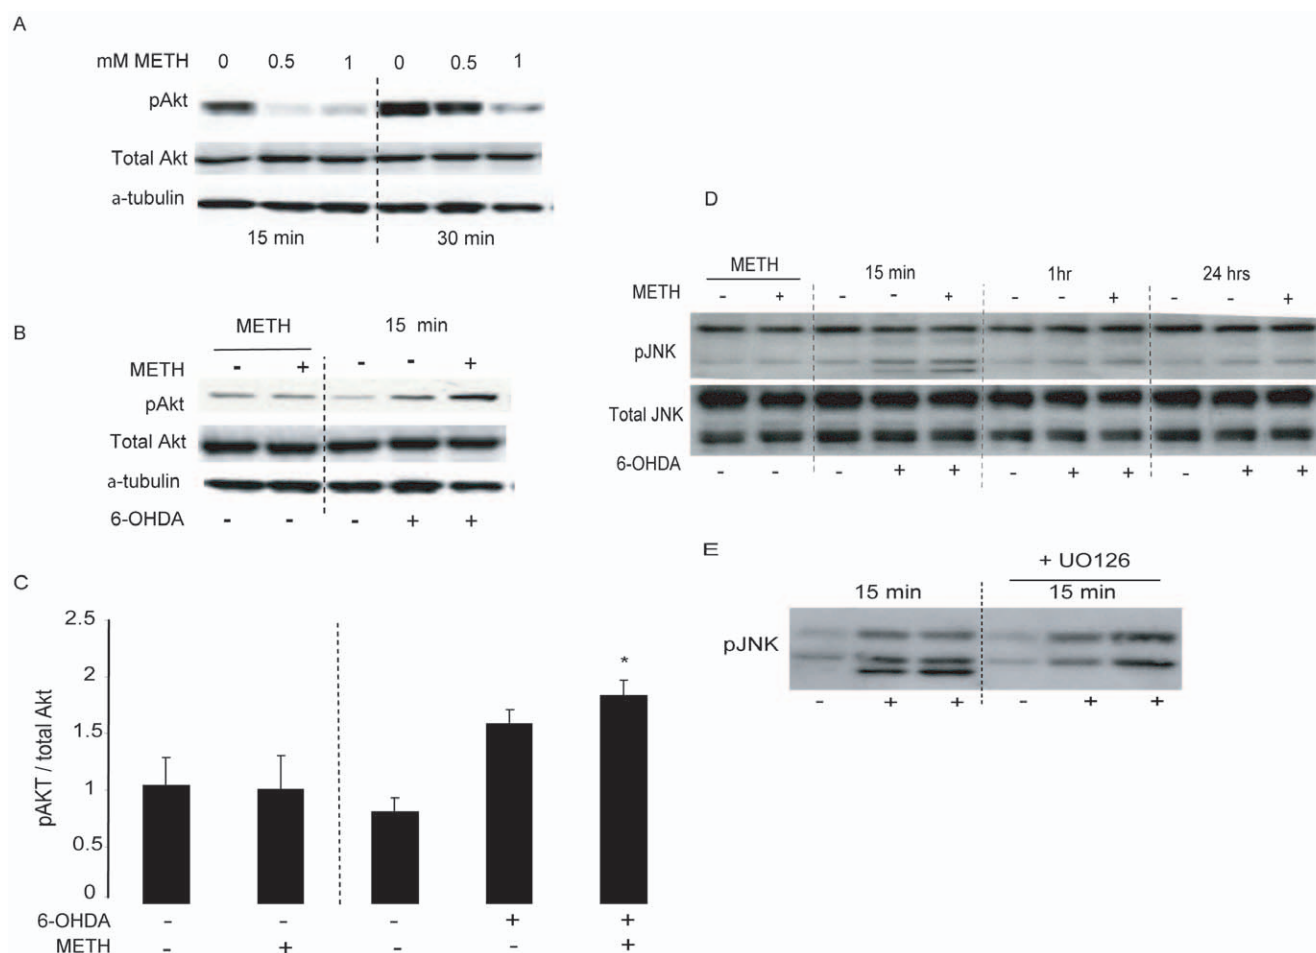 A
mM METH 0 0.5 1 0 0.5 1
pAkt
Total Akt
a-tubulin
15 min 30 min
B
METH 15 min
METH - + - - +
pAkt
Total Akt
a-tubulin
6-OHDA - - - + +
C
2.5
2
1.5
1
0.5
0
pAKT / total Akt
*
6-OHDA - - - + +
METH - + - - +
D
METH 15 min 1hr 24 hrs
METH - + - - + - - + - - +
pJNK
Total JNK
6-OHDA - - - + + - + + - + +
E
+ UO126
15 min 15 min
pJNK
- + + - + +